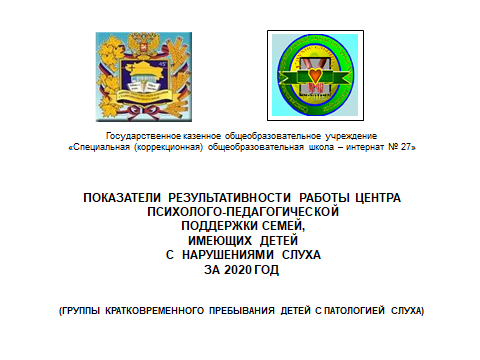 Государственное казенное общеобразовательное учреждение
«Специальная (коррекционная) общеобразовательная школа – интернат № 27»
ПОКАЗАТЕЛИ РЕЗУЛЬТАТИВНОСТИ РАБОТЫ ЦЕНТРА
ПСИХОЛОГО-ПЕДАГОГИЧЕСКОЙ
ПОДДЕРЖКИ СЕМЕЙ,
ИМЕЮЩИХ ДЕТЕЙ
С НАРУШЕНИЯМИ СЛУХА
ЗА 2020 ГОД
(ГРУППЫ КРАТКОВРЕМЕННОГО ПРЕБЫВАНИЯ ДЕТЕЙ С ПАТОЛОГИЕЙ СЛУХА)